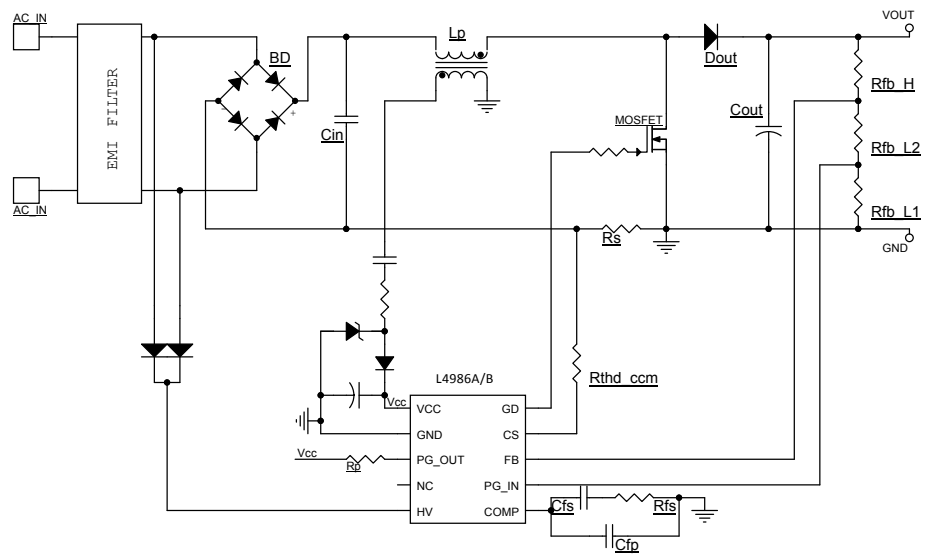 AC_IN
AC_IN
EMI FILTER
BD
+
Cin
Lp
Dout
VOUT
MOSFET
Cout
Rfb_H
Rfb_L2
Rfb_L1
GND
Rs
Rthd_ccm
L4986A/B
Vcc
VCC
GND
PG_OUT
NC
HV
GD
CS
FB
PG_IN
COMP
Vcc
Rp
Cfs
Rfs
Cfp